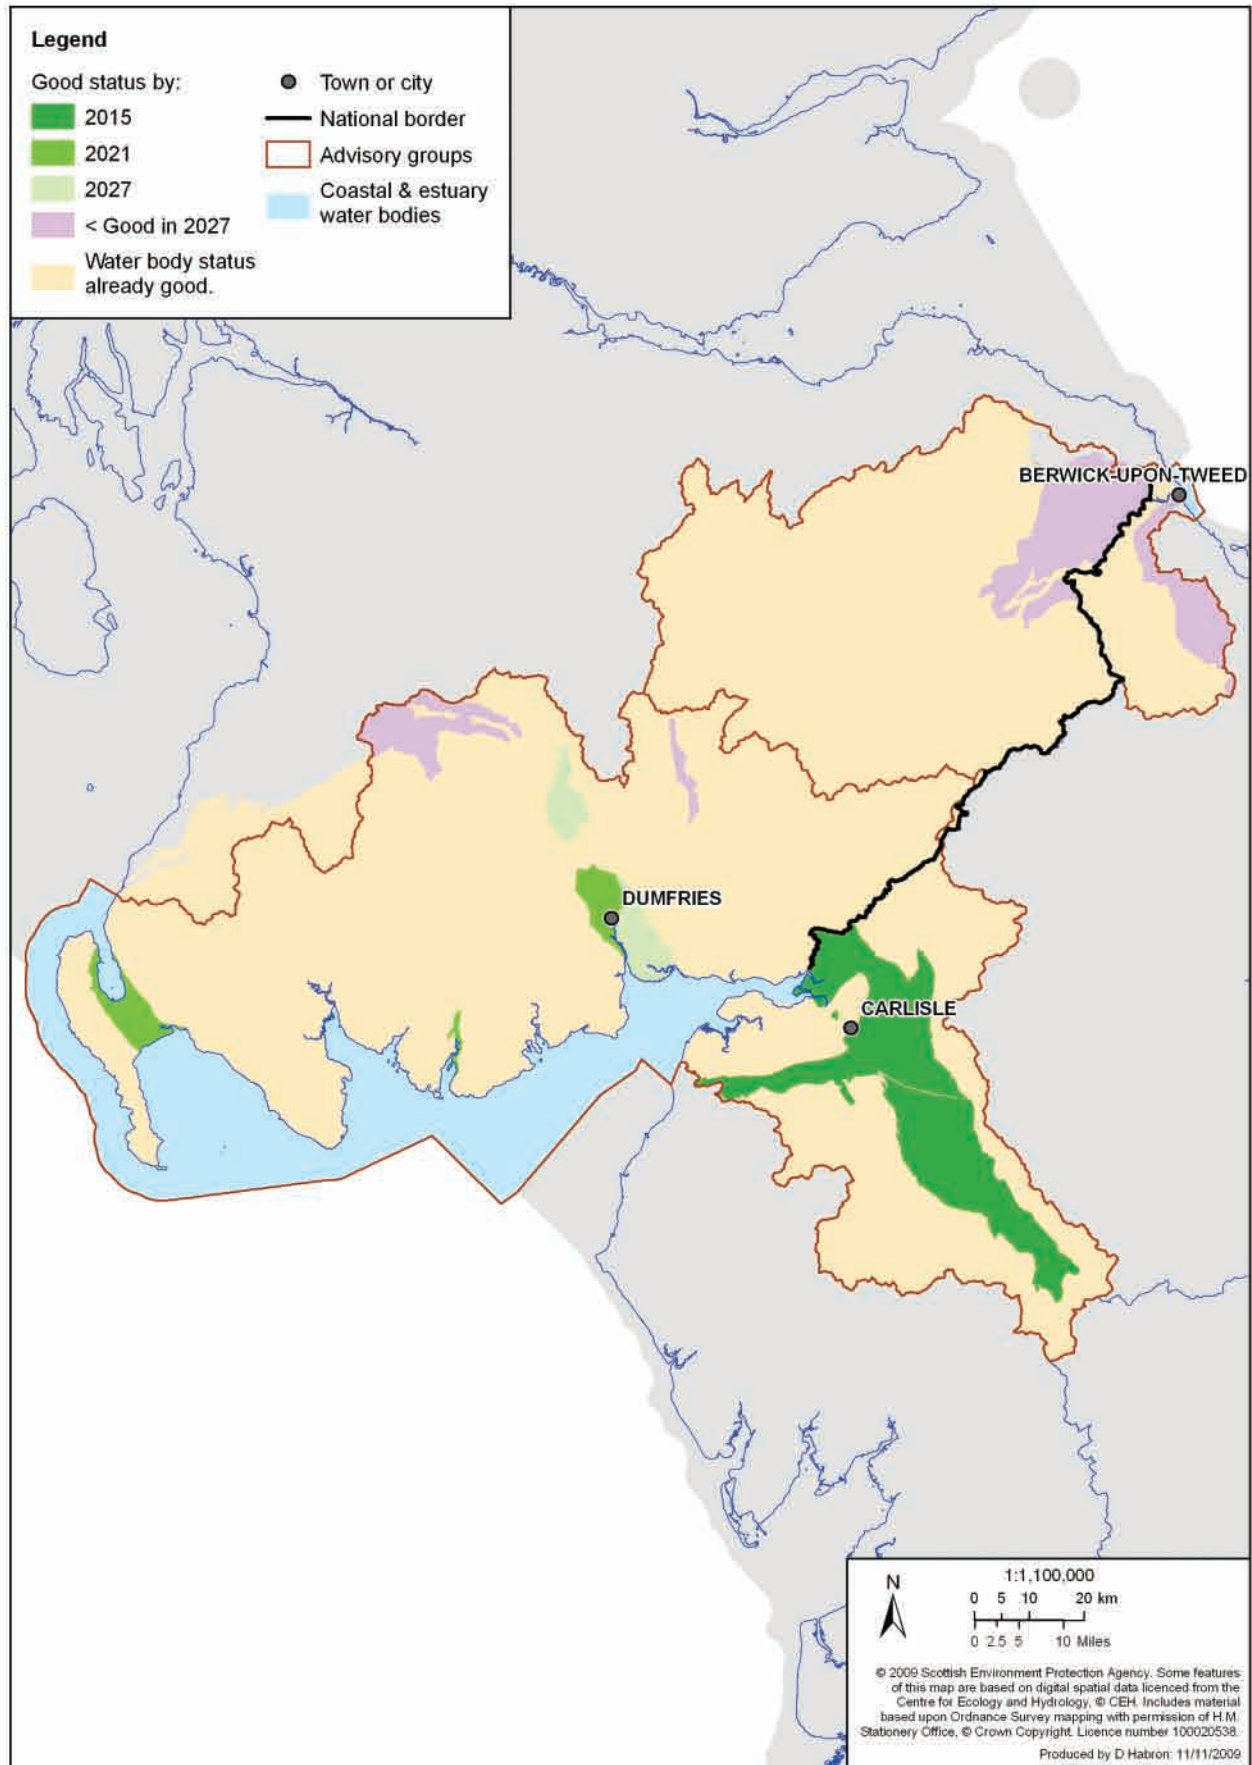 Legend
Good status by:
2015
2021
2027
< Good in 2027
Water body status
already good.
Town or city
National border
Advisory groups
Coastal & estuary
water bodies
BERWICK-UPON-TWEED
DUMFRIES
CARLISLE
N
1:1,100,000
0 5 10 20 km
0 2.5 5 10 Miles
© 2009 Scottish Environment Protection Agency. Some features
of this map are based on digital spatial data licenced from the
Centre for Ecology and Hydrology, © CEH. Includes material
based upon Ordnance Survey mapping with permission of H.M.
Stationery Office, © Crown Copyright. Licence number 100020538.
Produced by D Habron: 11/11/2009